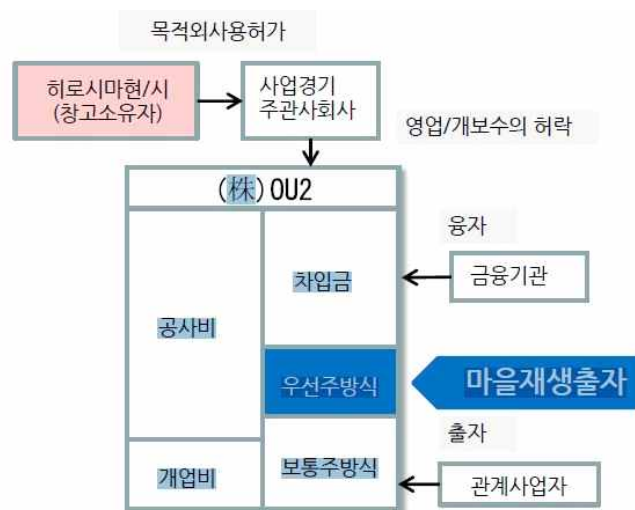 목적외사용허가
히로시마현/시
(창고소유자)
사업경기
주관사회사
영업/개보수의 허락
(株)OU2
융자
차입금
금융기관
공사비
우선주방식
마을재생출자
출자
보통주방식
개업비
관계사업자